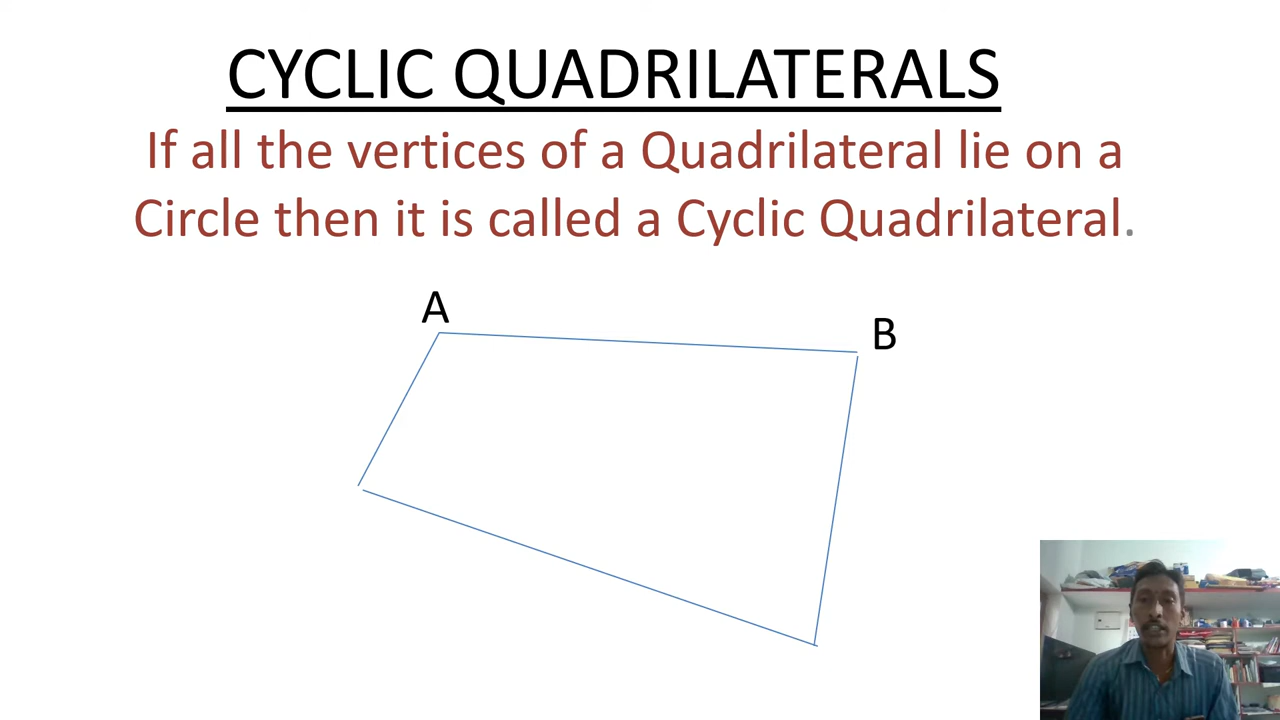 CYCLIC QUADRILATERALS
If all the vertices of a Quadrilateral lie on a
Circle then it is called a Cyclic Quadrilateral.
A
B